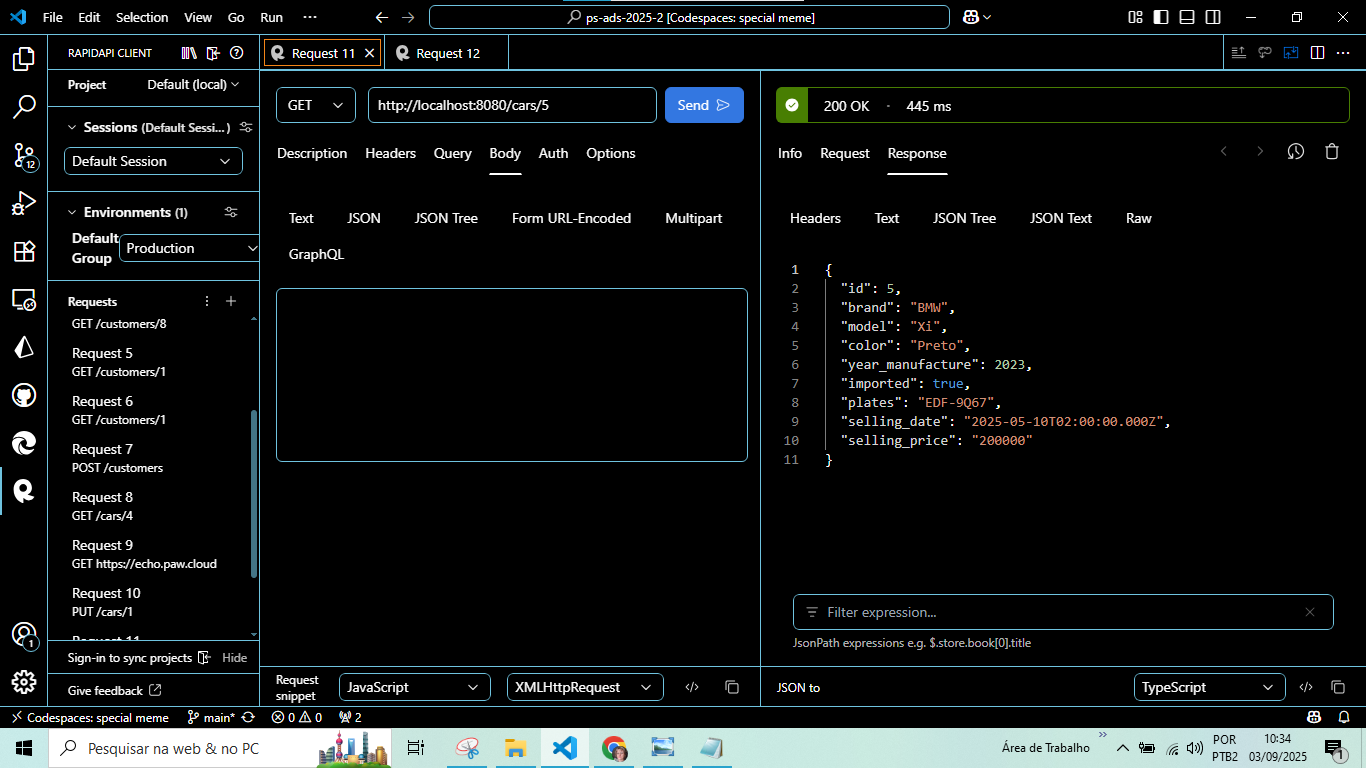 File Edit Selection View Go Run ···
ps-ads-2025-2 [Codespaces: special meme]
RAPIDAPI CLIENT
Request 11
Request 12
Project Default (local)
Sessions (Default Sessi...)
Default Session
Environments (1)
Default Group
Production
Requests
GET /customers/8
Request 5
GET /customers/1
Request 6
GET /customers/1
Request 7
POST /customers
Request 8
GET /cars/4
Request 9
GET https://echo.paw.cloud
Request 10
PUT /cars/1
Request 11
Sign-in to sync projects Hide
Give feedback
12
1
GET http://localhost:8080/cars/5 Send
Description Headers Query Body Auth Options
Text JSON JSON Tree Form URL-Encoded Multipart
GraphQL
Request snippet
JavaScript
XMLHttpRequest
200 OK · 445 ms
Info Request Response
Headers Text JSON Tree JSON Text Raw
1 {
2 "id": 5,
3 "brand": "BMW",
4 "model": "Xi",
5 "color": "Preto",
6 "year_manufacture": 2023,
7 "imported": true,
8 "plates": "EDF-9Q67",
9 "selling_date": "2025-05-10T02:00:00.000Z",
10 "selling_price": "200000"
11 }
Filter expression...
JsonPath expressions e.g. $.store.book[0].title
JSON to TypeScript
Codespaces: special meme main* 0 0 2
Pesquisar na web & no PC
Área de Trabalho
POR
PTB2
10:34
03/09/2025
1